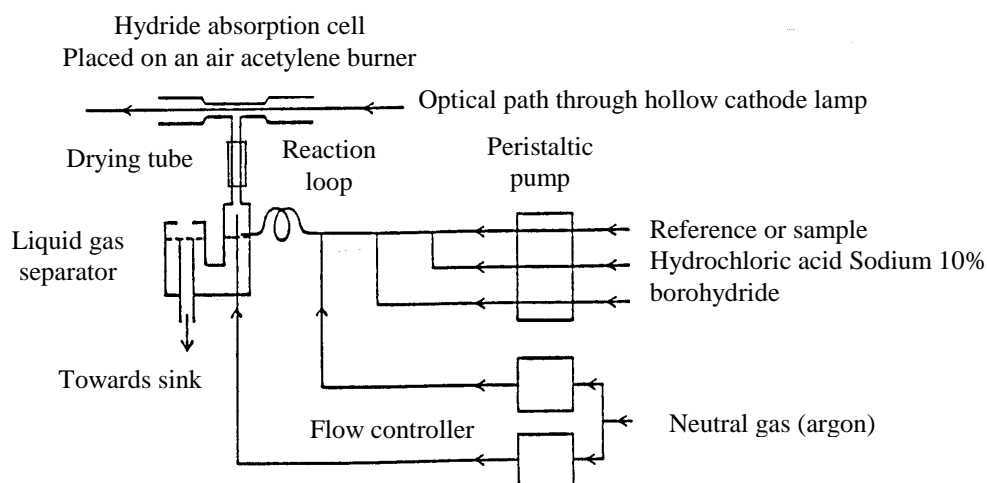 Hydride absorption cell
Placed on an air acetylene burner
Optical path through hollow cathode lamp
Drying tube
Reaction
loop
Peristaltic
pump
Liquid gas
separator
Reference or sample
Hydrochloric acid Sodium 10%
borohydride
Towards sink
Flow controller
Neutral gas (argon)